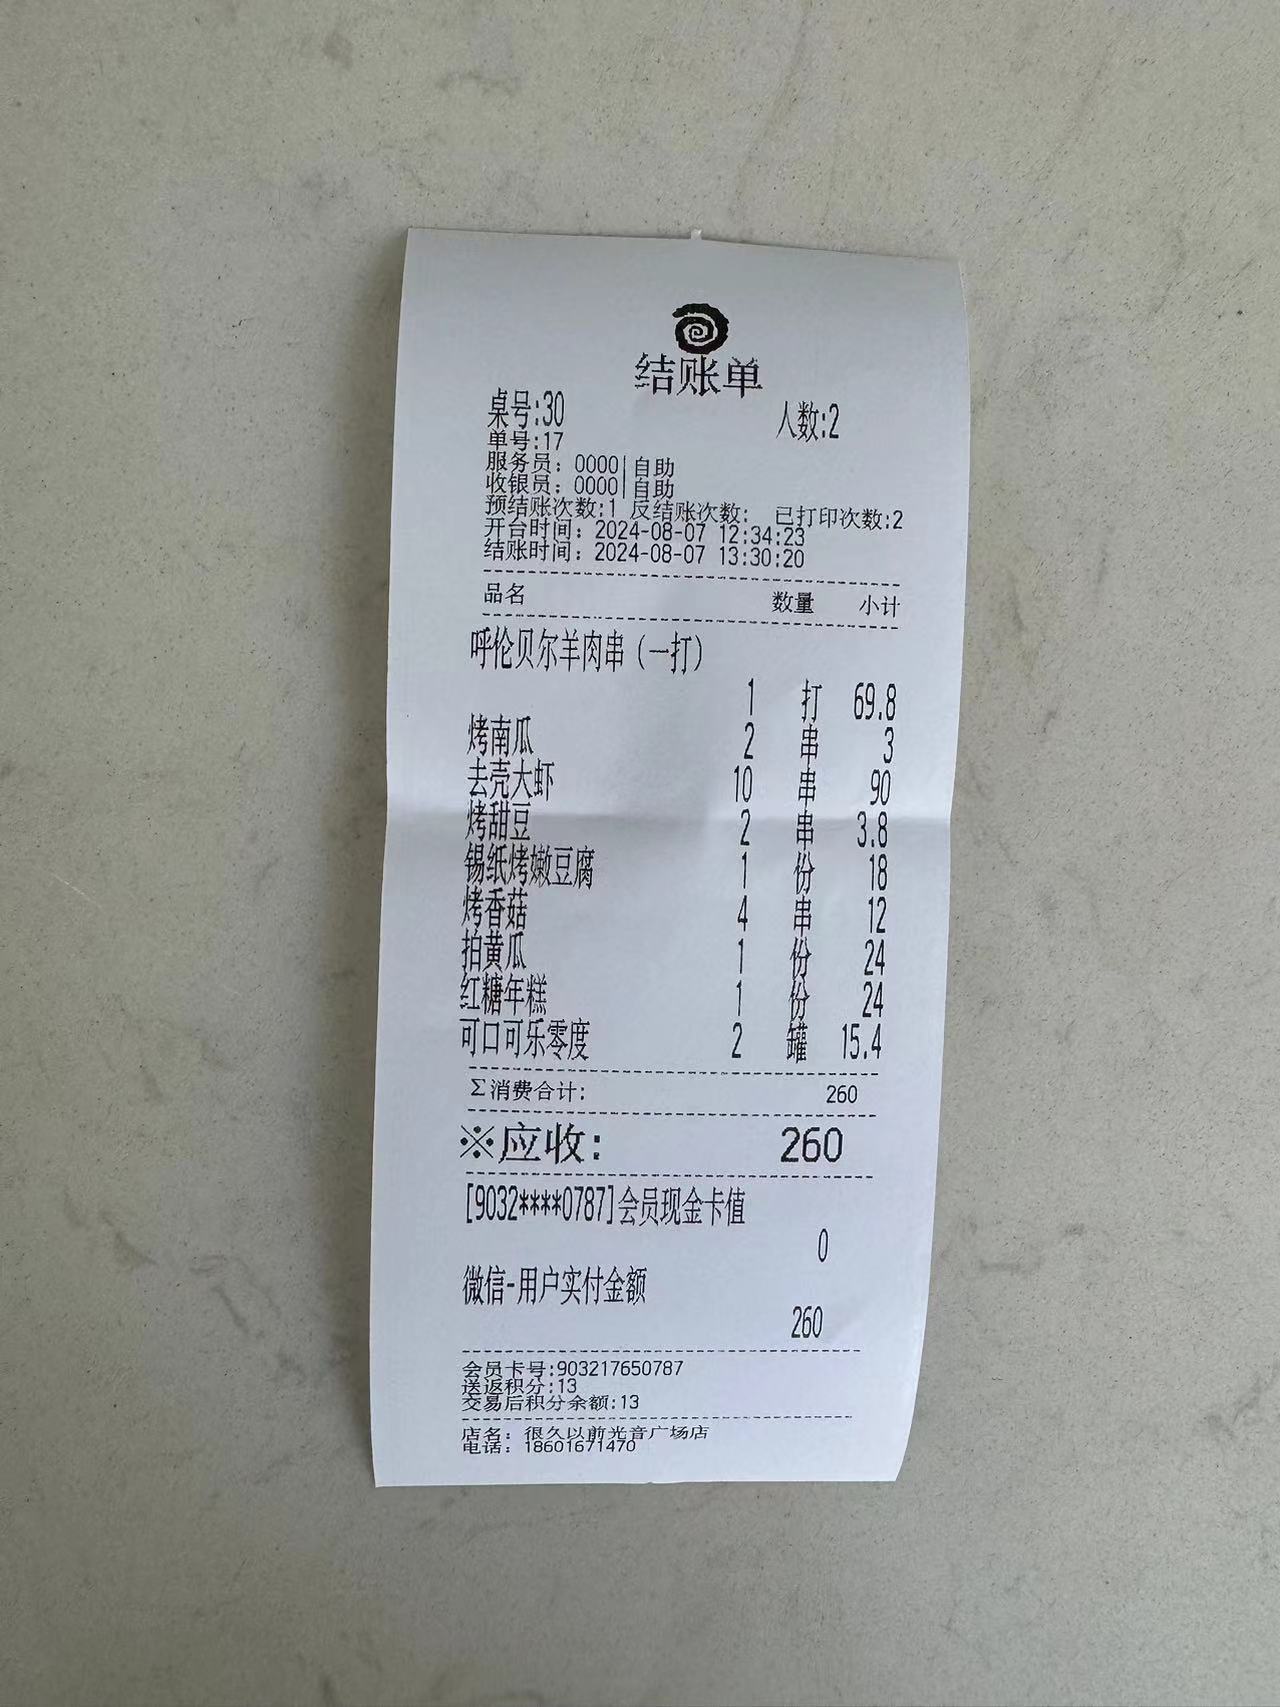 结账单
桌号:30 人数:2
单号:17
服务员: 0000|自助
收银员: 0000|自助
预结账次数:1 反结账次数: 已打印次数:2
开台时间: 2024-08-07 12:34:23
结账时间: 2024-08-07 13:30:20
品名 数量 小计
呼伦贝尔羊肉串(一打)
1 打 69.8
烤南瓜 2 串 3
去壳大虾 10 串 90
烤甜豆 2 串 3.8
锡纸烤嫩豆腐 1 份 18
烤香菇 4 串 12
拍黄瓜 1 份 24
红糖年糕 1 份 24
可口可乐零度 2 罐 15.4
Σ消费合计: 260
※应收: 260
[9032****0787]会员现金卡值
0
微信-用户实付金额
260
会员卡号:903217650787
送返积分:13
交易后积分余额:13
店名: 很久以前光音广场店
电话: 18601671470